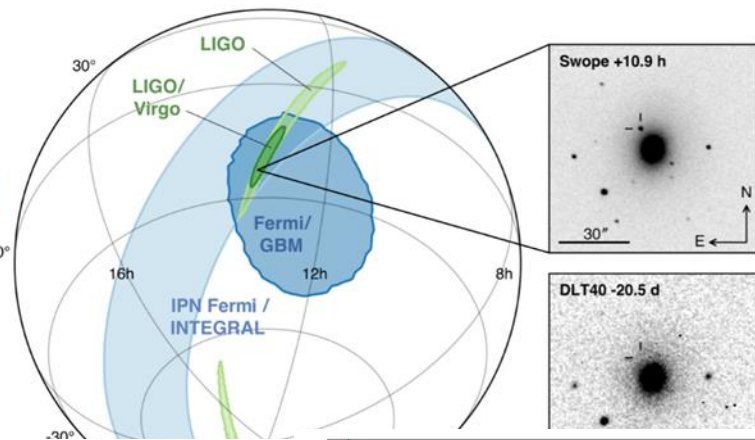 LIGO
30°
LIGO/
Virgo
Swope +10.9 h
N
E
30"
Fermi/
GBM
0°
16h
12h
8h
DLT40 -20.5 d
IPN Fermi /
INTEGRAL
-30°